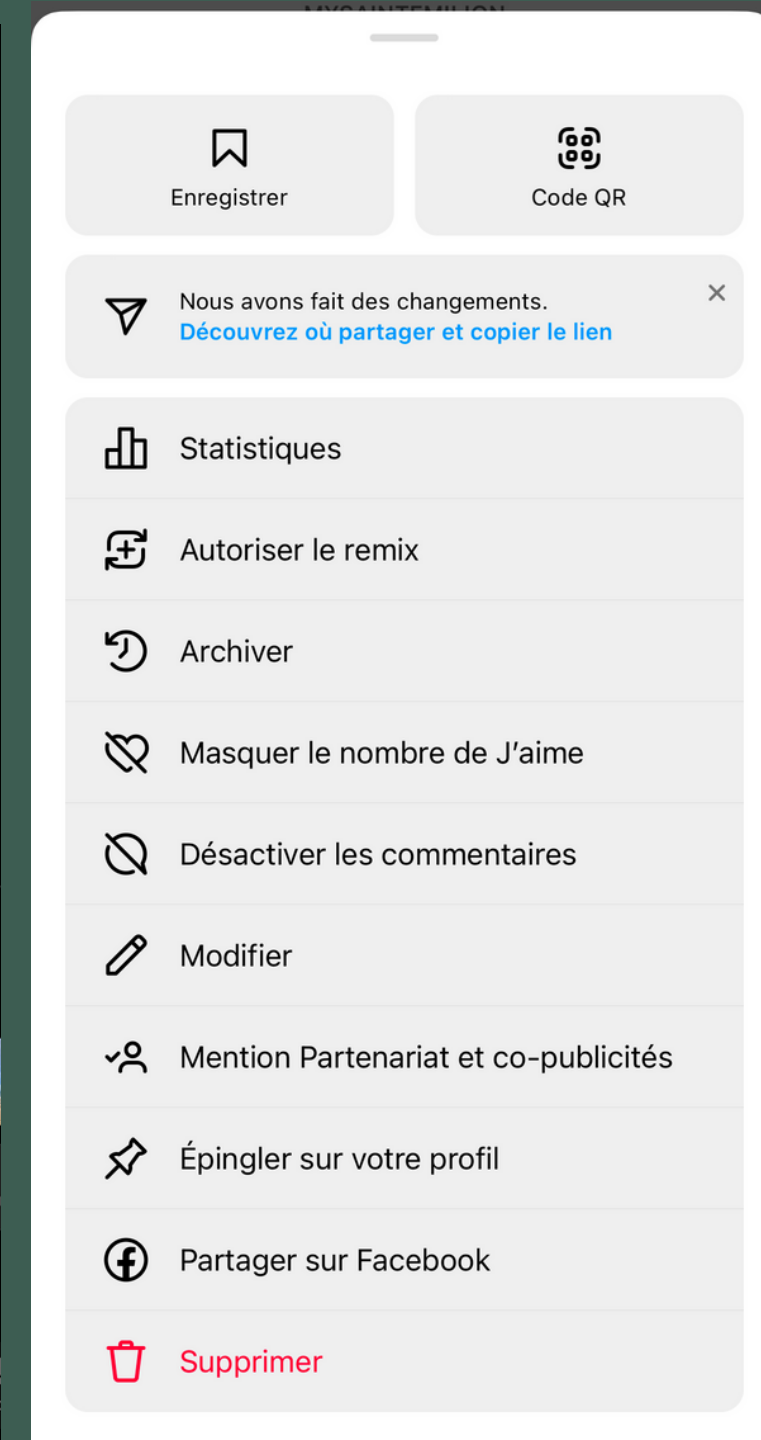 MYSAINTEMILION
Enregistrer
Code QR
Nous avons fait des changements.
Découvrez où partager et copier le lien
Statistiques
Autoriser le remix
Archiver
Masquer le nombre de J’aime
Désactiver les commentaires
Modifier
Mention Partenariat et co-publicités
Épingler sur votre profil
Partager sur Facebook
Supprimer